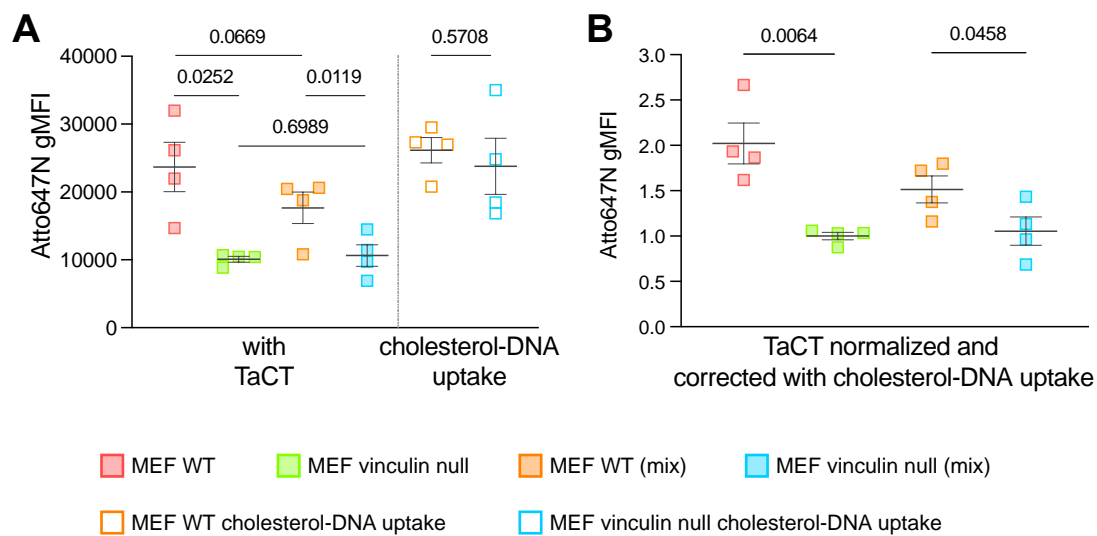 A
0.0669
0.5708
0.0252
0.0119
0.6989
40000
30000
20000
10000
0
Atto647N gMFI
with
TaCT
cholesterol-DNA
uptake
B
0.0064
0.0458
3.0
2.5
2.0
1.5
1.0
0.5
0.0
Atto647N gMFI
TaCT normalized and
corrected with cholesterol-DNA uptake
MEF WT
MEF vinculin null
MEF WT (mix)
MEF vinculin null (mix)
MEF WT cholesterol-DNA uptake
MEF vinculin null cholesterol-DNA uptake